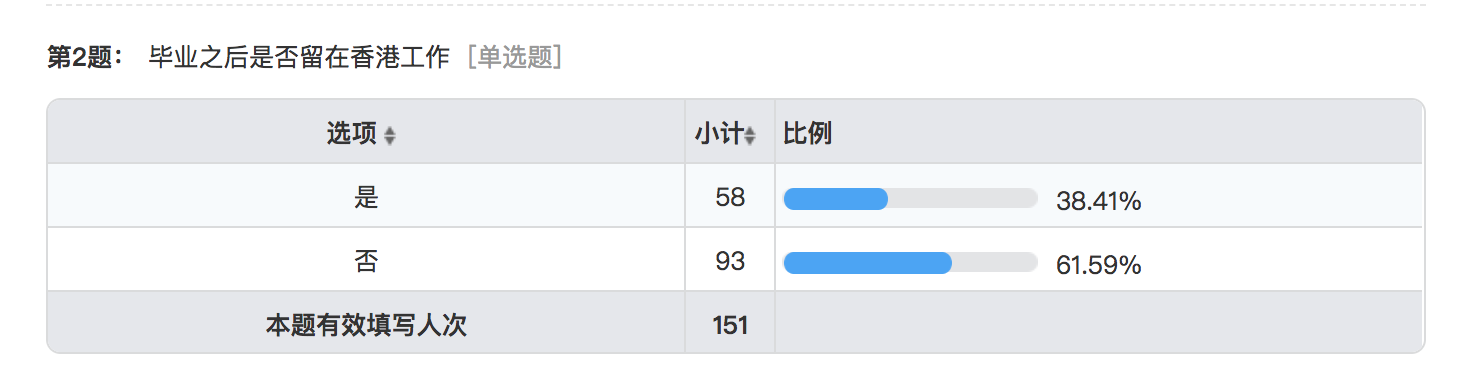 第2题： 毕业之后是否留在香港工作 [单选题]
选项 小计 比例
是 58 38.41%
否 93 61.59%
本题有效填写人次 151